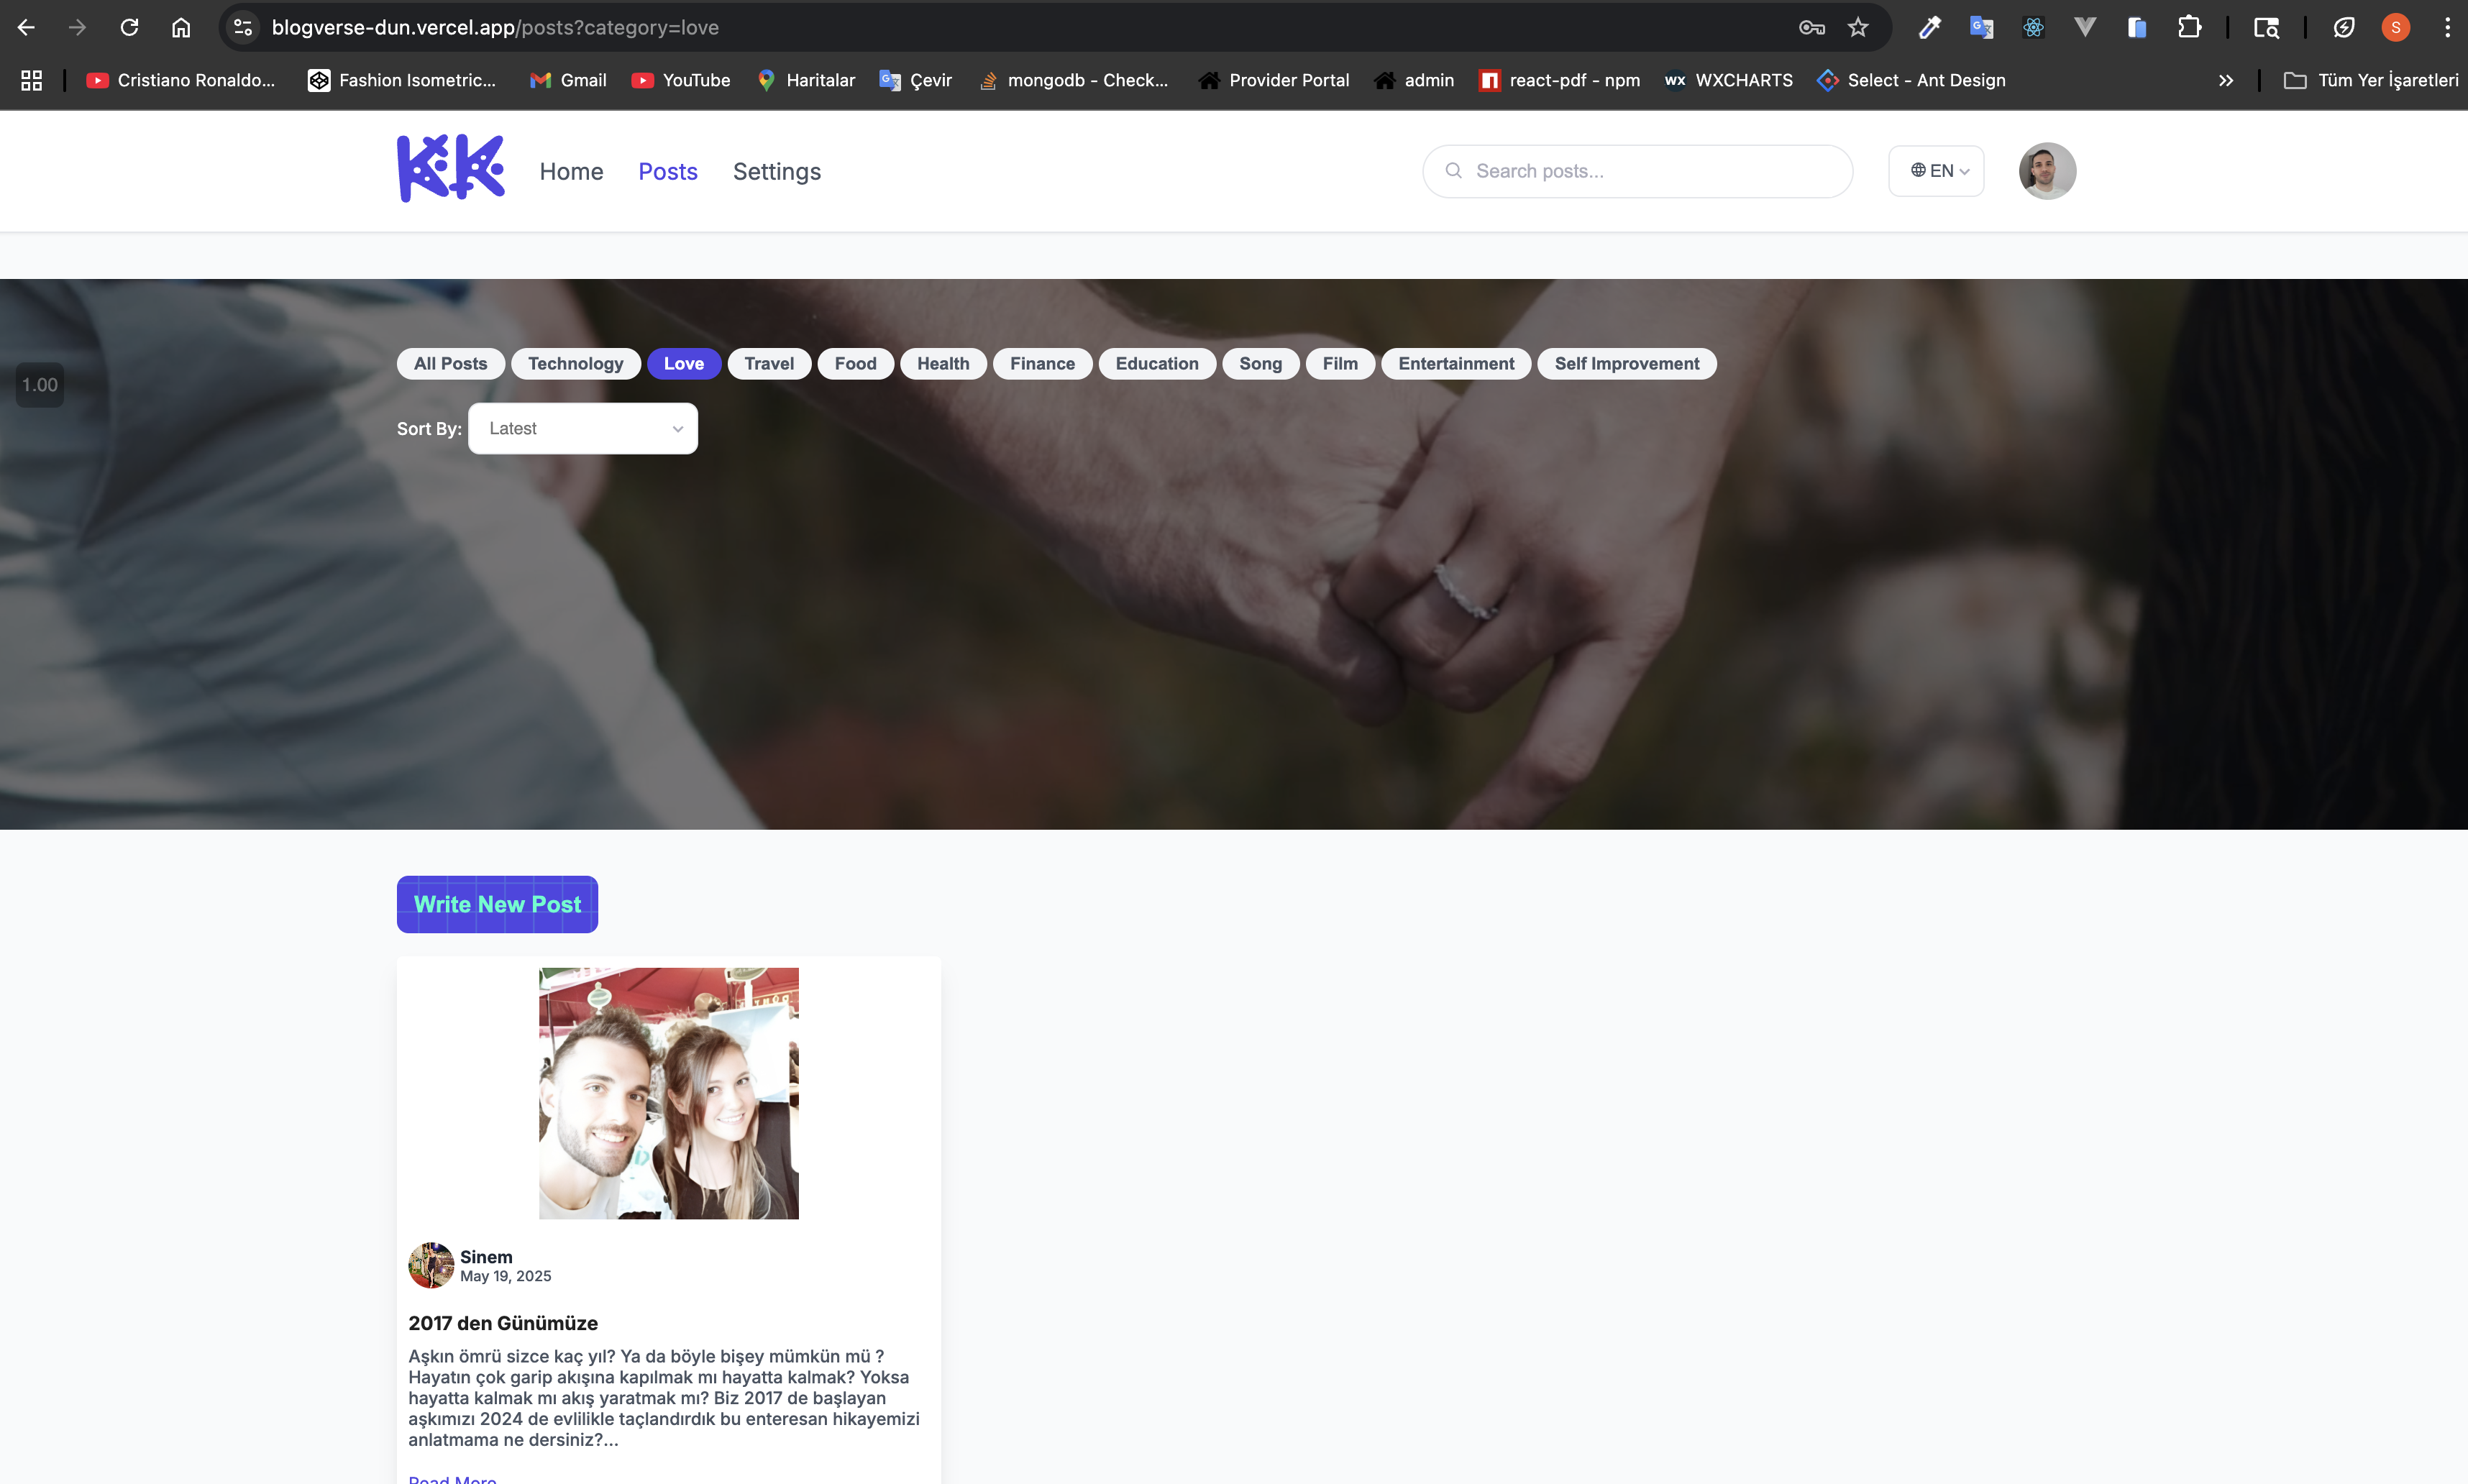 blogverse-dun.vercel.app/posts?category=love
S
Cristiano Ronaldo...
Fashion Isometric...
Gmail
YouTube
Haritalar
Çevir
mongodb - Check...
Provider Portal
admin
react-pdf - npm
WX WXCHARTS
Select - Ant Design
Tüm Yer İşaretleri
KK
Home
Posts
Settings
Search posts...
EN
All Posts
Technology
Love
Travel
Food
Health
Finance
Education
Song
Film
Entertainment
Self Improvement
1.00
Sort By:
Latest
Write New Post
Sinem
May 19, 2025
2017 den Günümüze
Aşkın ömrü sizce kaç yıl? Ya da böyle bişey mümkün mü ?
Hayatın çok garip akışına kapılmak mı hayatta kalmak? Yoksa
hayatta kalmak mı akış yaratmak mı? Biz 2017 de başlayan
aşkımızı 2024 de evlilikle taçlandırdık bu enteresan hikayemizi
anlatmama ne dersiniz?...
Read More